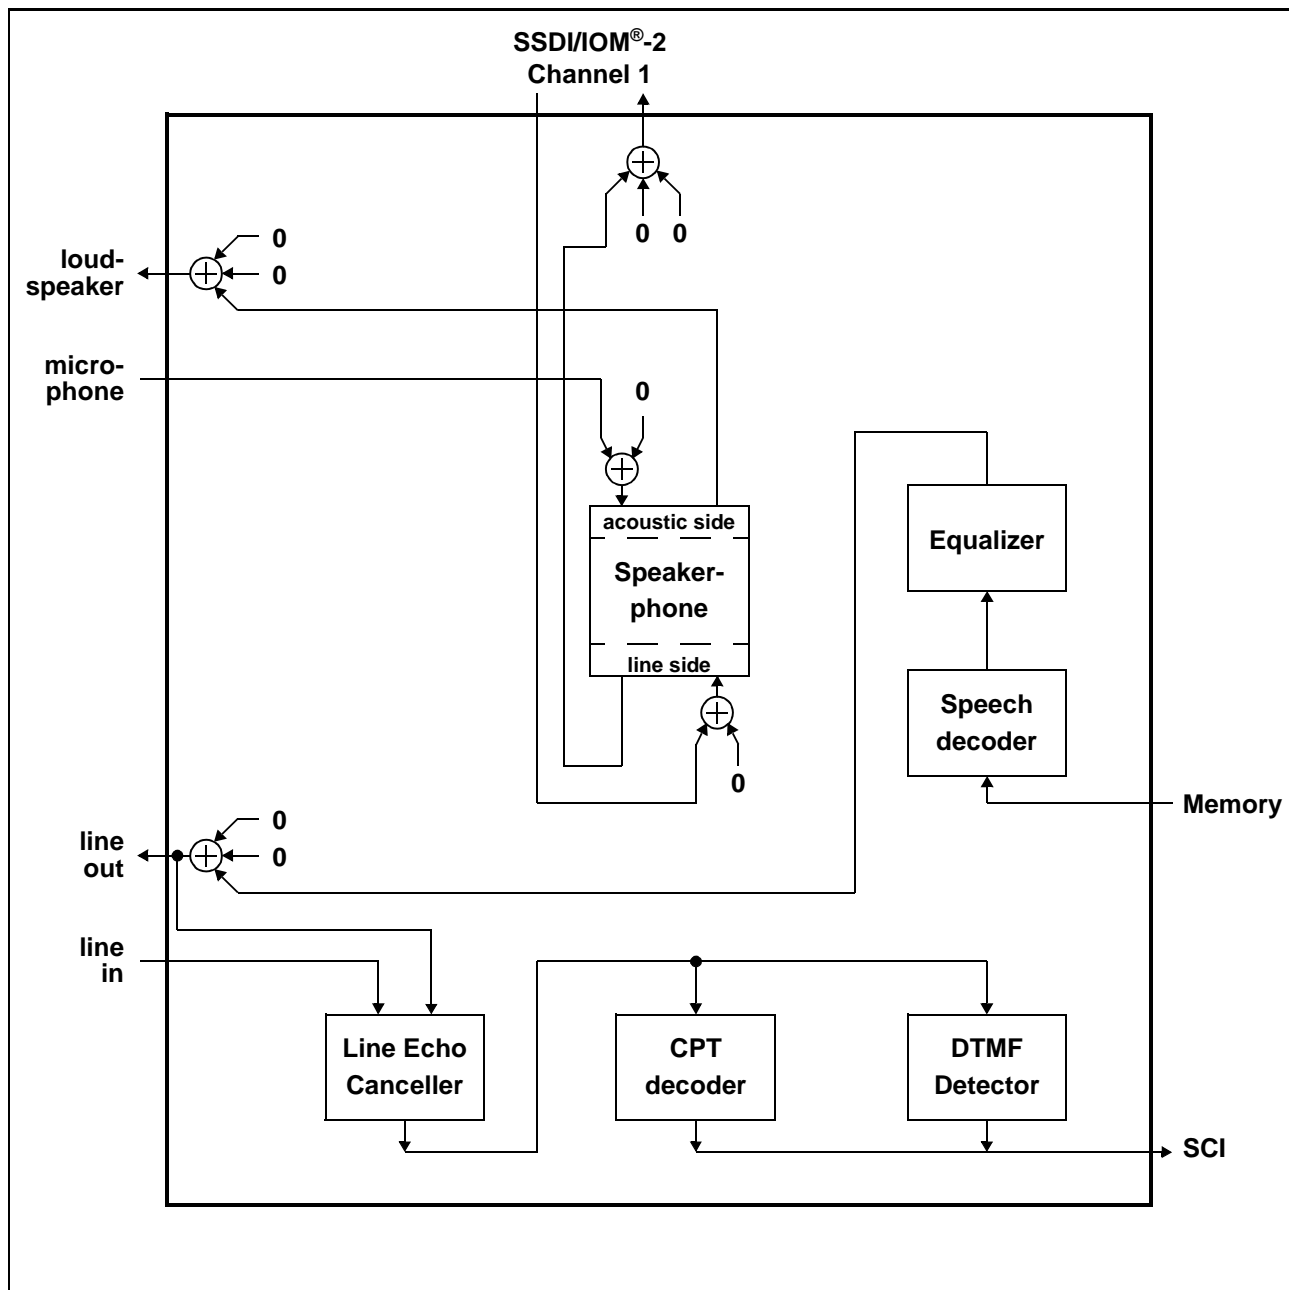 SSDI/IOM®-2
Channel 1
0 0
0
loud-
speaker
0
micro-
phone
0
acoustic side
Speaker-
phone
line side
0
Equalizer
Speech
decoder
Memory
0
line
out
0
line
in
Line Echo
Canceller
CPT
decoder
DTMF
Detector
SCI